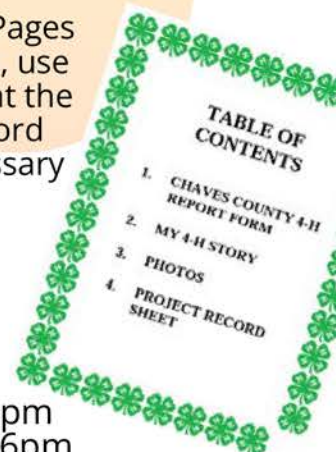 Pages
, use
at the
ord
ssary
TABLE OF
CONTENTS
1. CHAVES COUNTY 4-H
REPORT FORM
2. MY 4-H STORY
3. PHOTOS
4. PROJECT RECORD
SHEET
pm
6pm